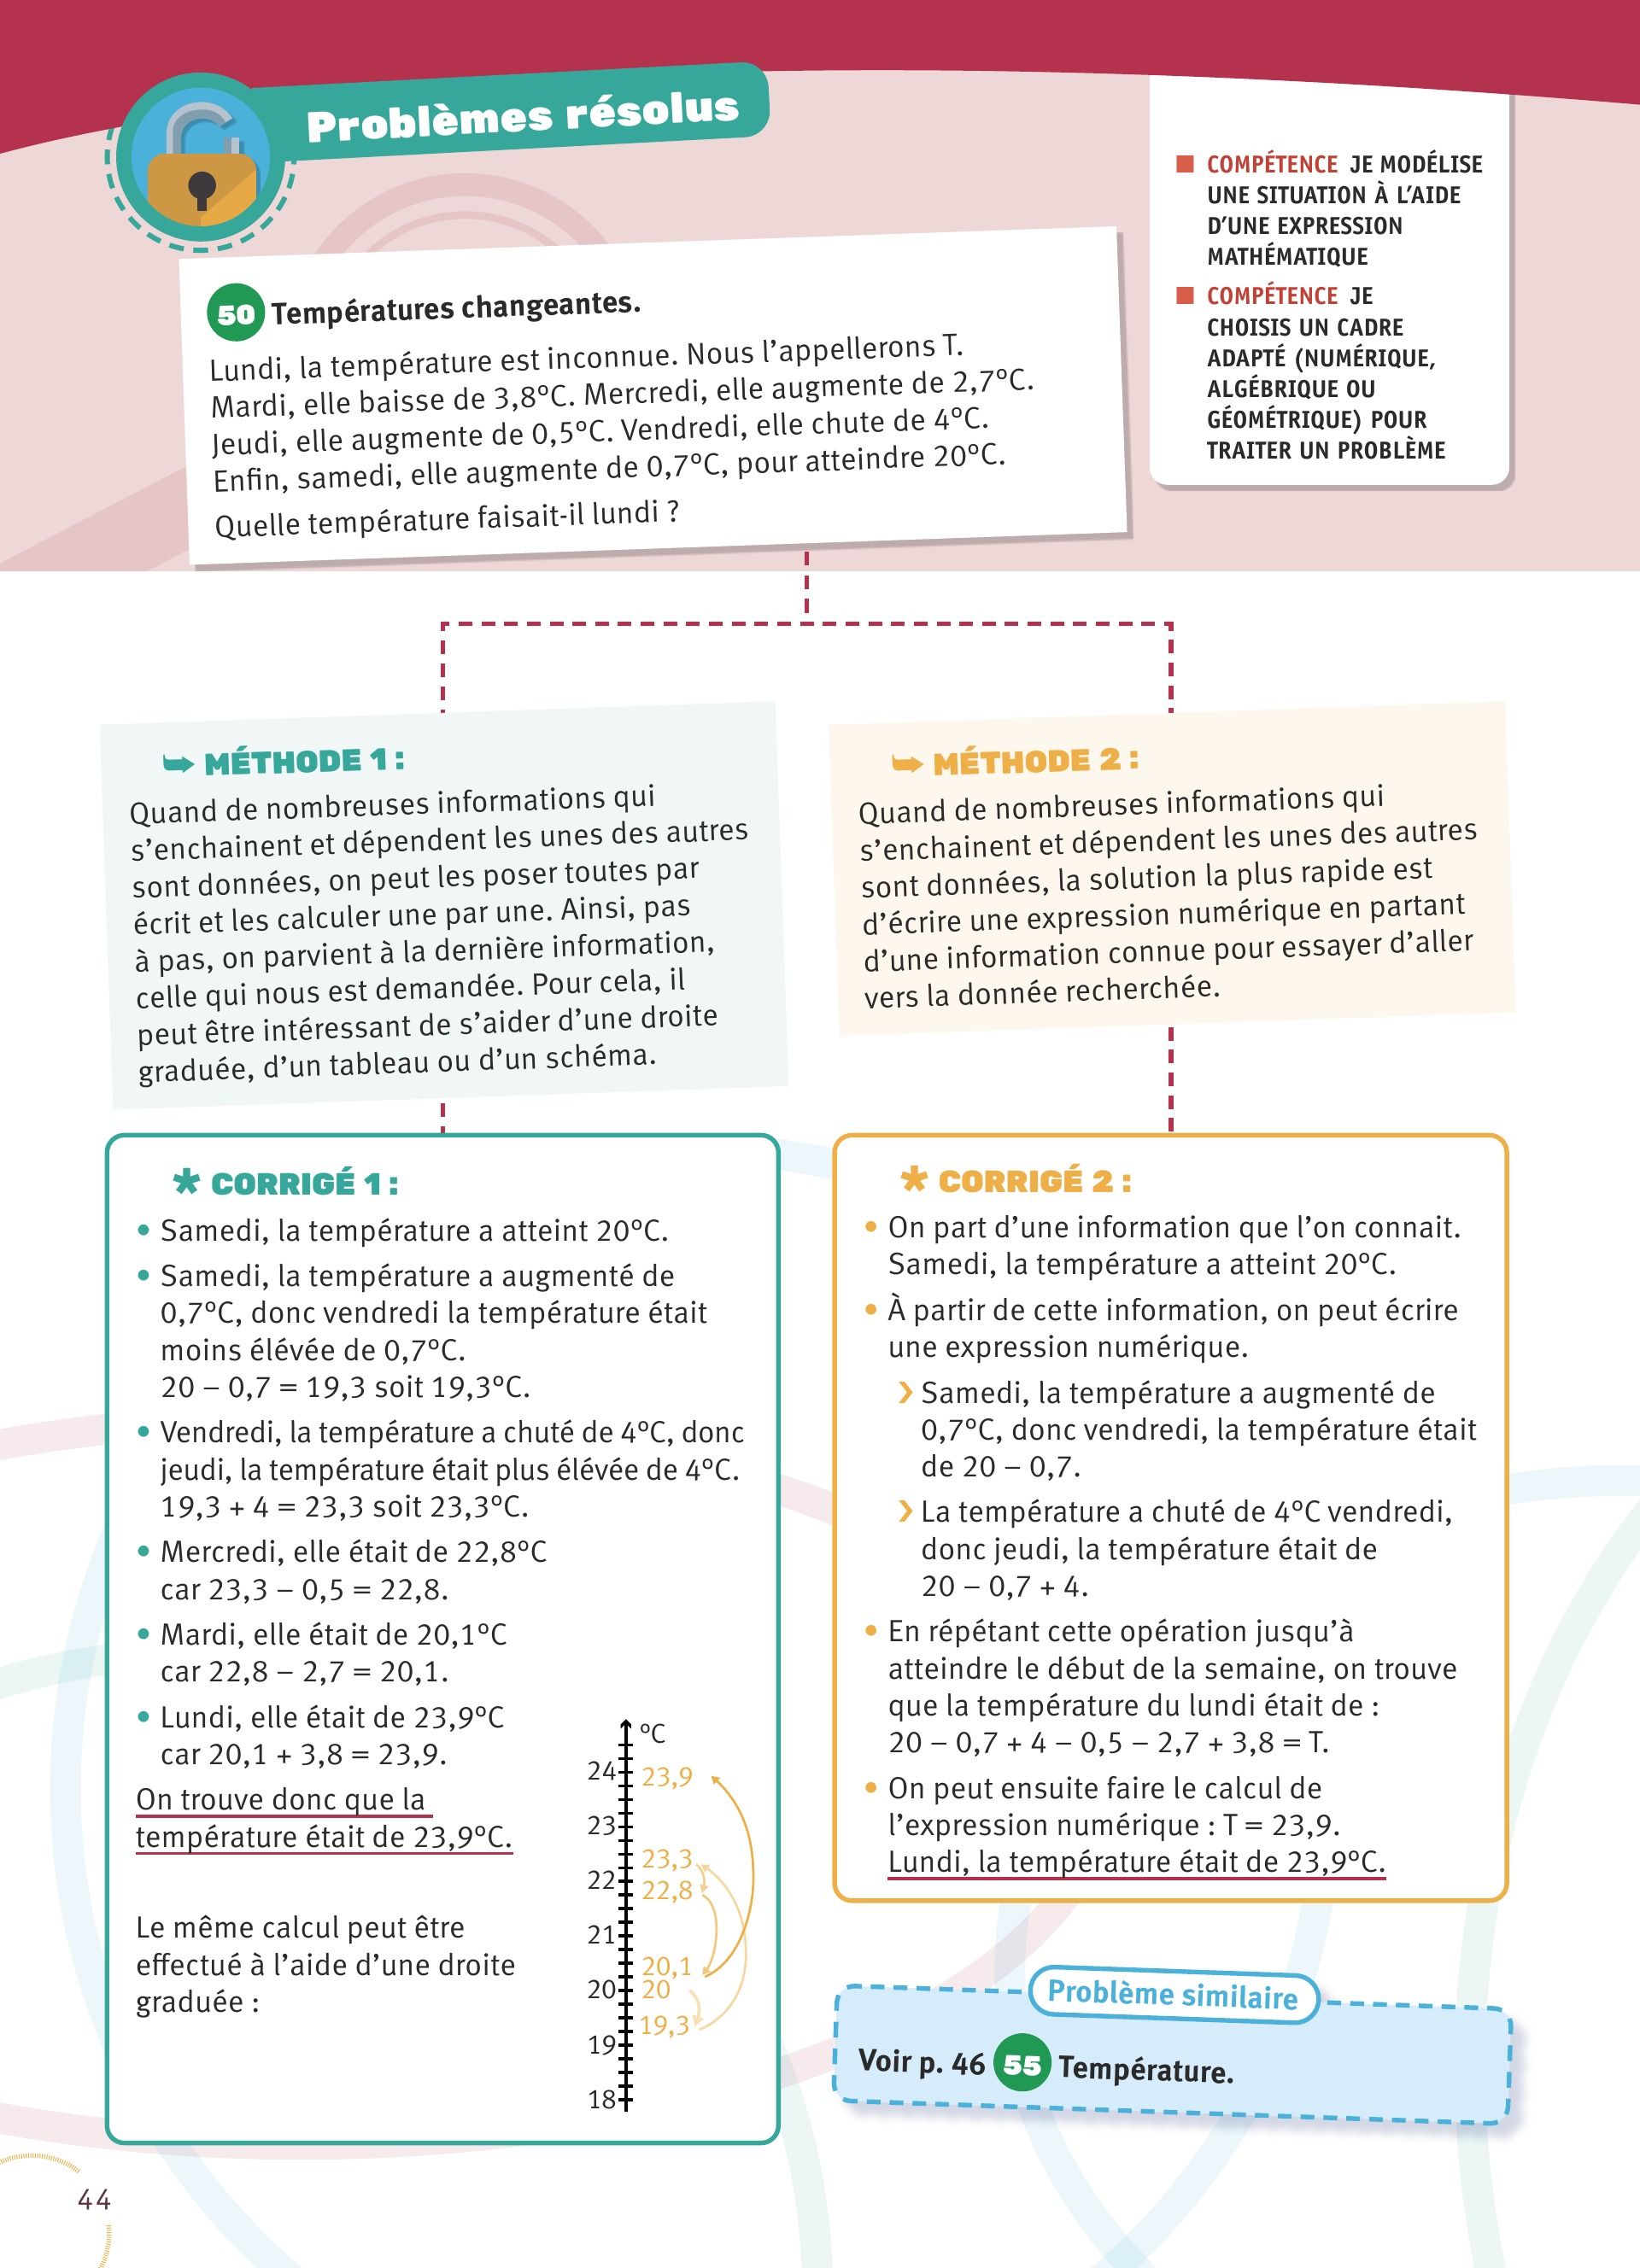 Problèmes résolus
COMPÉTENCE JE MODÉLISE
UNE SITUATION À L'AIDE
D'UNE EXPRESSION
MATHÉMATIQUE
COMPÉTENCE JE
CHOISIS UN CADRE
ADAPTÉ (NUMÉRIQUE,
ALGÉBRIQUE OU
GÉOMÉTRIQUE) POUR
TRAITER UN PROBLÈME
50 Températures changeantes.
Lundi, la température est inconnue. Nous l'appellerons T.
Mardi, elle baisse de 3,8°C. Mercredi, elle augmente de 2,7°C.
Jeudi, elle augmente de 0,5°C. Vendredi, elle chute de 4°C.
Enfin, samedi, elle augmente de 0,7°C, pour atteindre 20°C.
Quelle température faisait-il lundi ?
MÉTHODE 1 :
Quand de nombreuses informations qui
s'enchainent et dépendent les unes des autres
sont données, on peut les poser toutes par
écrit et les calculer une par une. Ainsi, pas
à pas, on parvient à la dernière information,
celle qui nous est demandée. Pour cela, il
peut être intéressant de s'aider d'une droite
graduée, d'un tableau ou d'un schéma.
MÉTHODE 2 :
Quand de nombreuses informations qui
s'enchainent et dépendent les unes des autres
sont données, la solution la plus rapide est
d'écrire une expression numérique en partant
d'une information connue pour essayer d'aller
vers la donnée recherchée.
* CORRIGÉ 1 :
• Samedi, la température a atteint 20°C.
• Samedi, la température a augmenté de
0,7°C, donc vendredi la température était
moins élévée de 0,7°C.
20 – 0,7 = 19,3 soit 19,3°C.
• Vendredi, la température a chuté de 4°C, donc
jeudi, la température était plus élévée de 4°C.
19,3 + 4 = 23,3 soit 23,3°C.
• Mercredi, elle était de 22,8°C
car 23,3 – 0,5 = 22,8.
• Mardi, elle était de 20,1°C
car 22,8 – 2,7 = 20,1.
• Lundi, elle était de 23,9°C
car 20,1 + 3,8 = 23,9.
On trouve donc que la
température était de 23,9°C.
Le même calcul peut être
effectué à l'aide d'une droite
graduée :
°C
24 23,9
23
23,3
22
22,8
21
20,1
20 20
19,3
19
18
* CORRIGÉ 2 :
• On part d'une information que l'on connait.
Samedi, la température a atteint 20°C.
• À partir de cette information, on peut écrire
une expression numérique.
› Samedi, la température a augmenté de
0,7°C, donc vendredi, la température était
de 20 – 0,7.
› La température a chuté de 4°C vendredi,
donc jeudi, la température était de
20 – 0,7 + 4.
• En répétant cette opération jusqu'à
atteindre le début de la semaine, on trouve
que la température du lundi était de :
20 – 0,7 + 4 – 0,5 – 2,7 + 3,8 = T.
• On peut ensuite faire le calcul de
l'expression numérique : T = 23,9.
Lundi, la température était de 23,9°C.
Problème similaire
Voir p. 46 55 Température.
44